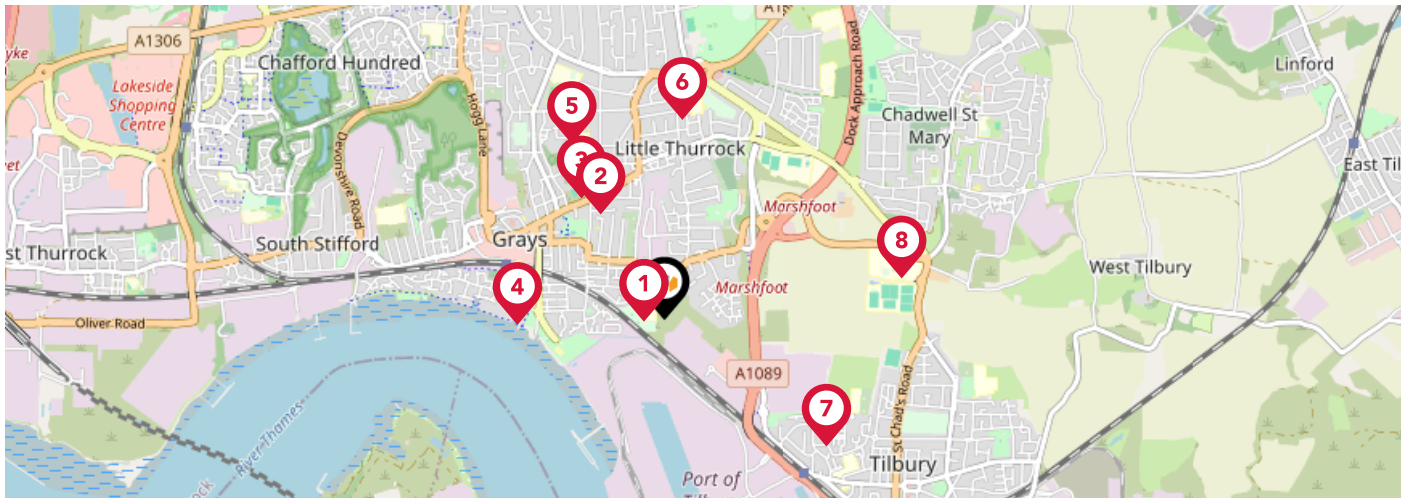 A1306
Chafford Hundred
Lakeside
Shopping
Centre
Hogg Lane
Devonshire Road
5
6
Dock Approach Road
Linford
Chadwell St
Mary
Little Thurrock
3
2
East Til
Marshfoot
South Stifford
Grays
st Thurrock
8
West Tilbury
1
4
Marshfoot
Oliver Road
A1089
St Chad's Road
7
River Thames
Tilbury
Port of